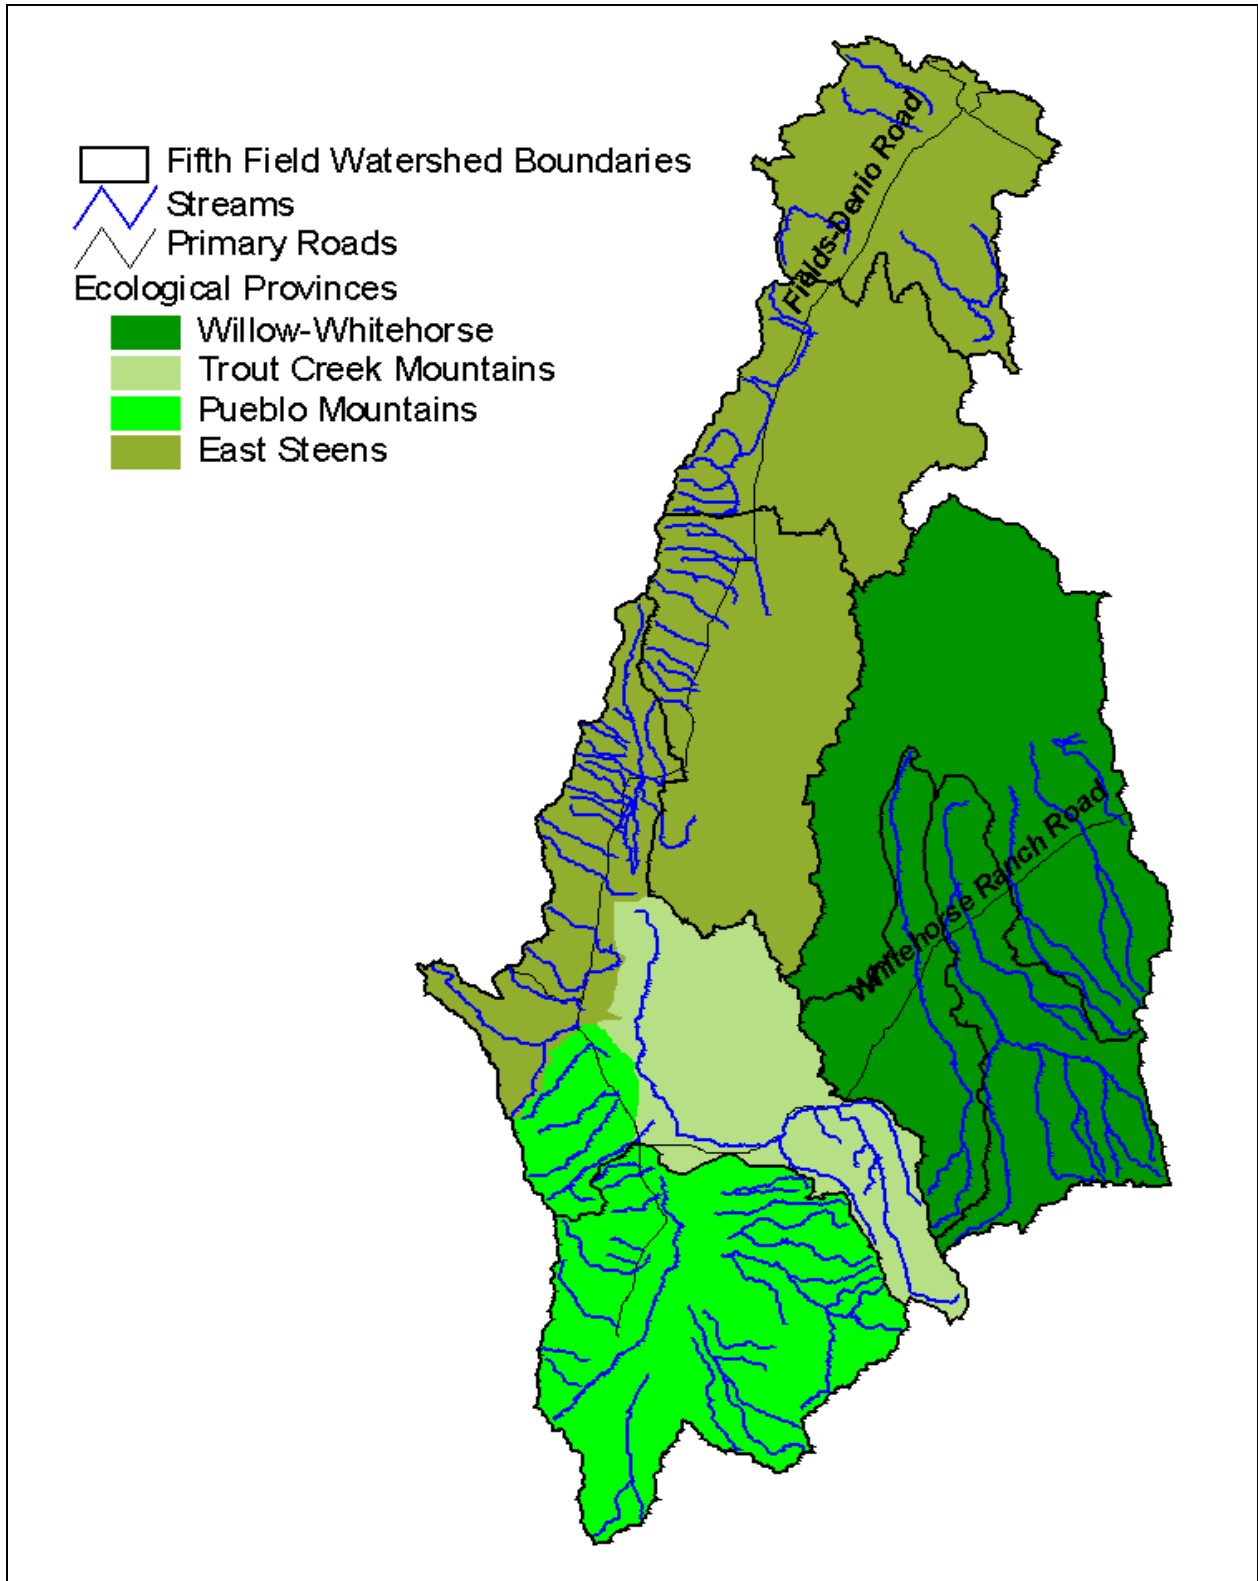 Fields-Denio Road
Fifth Field Watershed Boundaries
Streams
Primary Roads
Ecological Provinces
Willow-Whitehorse
Trout Creek Mountains
Pueblo Mountains
East Steens
Whitehorse Ranch Road